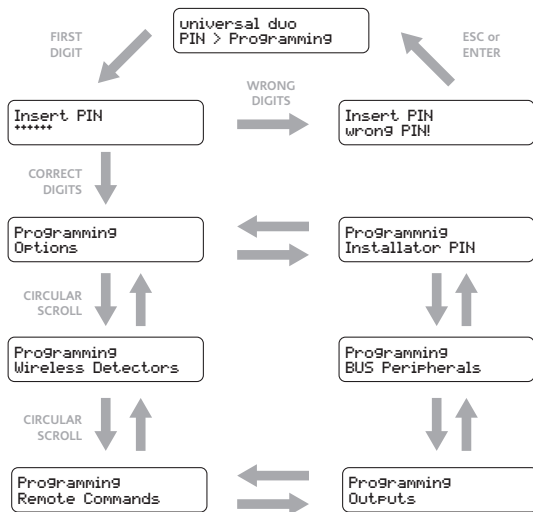 universal duo
PIN > Programming
FIRST
DIGIT
ESC or
ENTER
WRONG
DIGITS
Insert PIN
++++++
Insert PIN
wrong PIN!
CORRECT
DIGITS
Programming
Options
Programmnig
Installator PIN
CIRCULAR
SCROLL
Programming
Wireless Detectors
Programming
BUS Peripherals
CIRCULAR
SCROLL
Programming
Remote Commands
Programming
Outputs